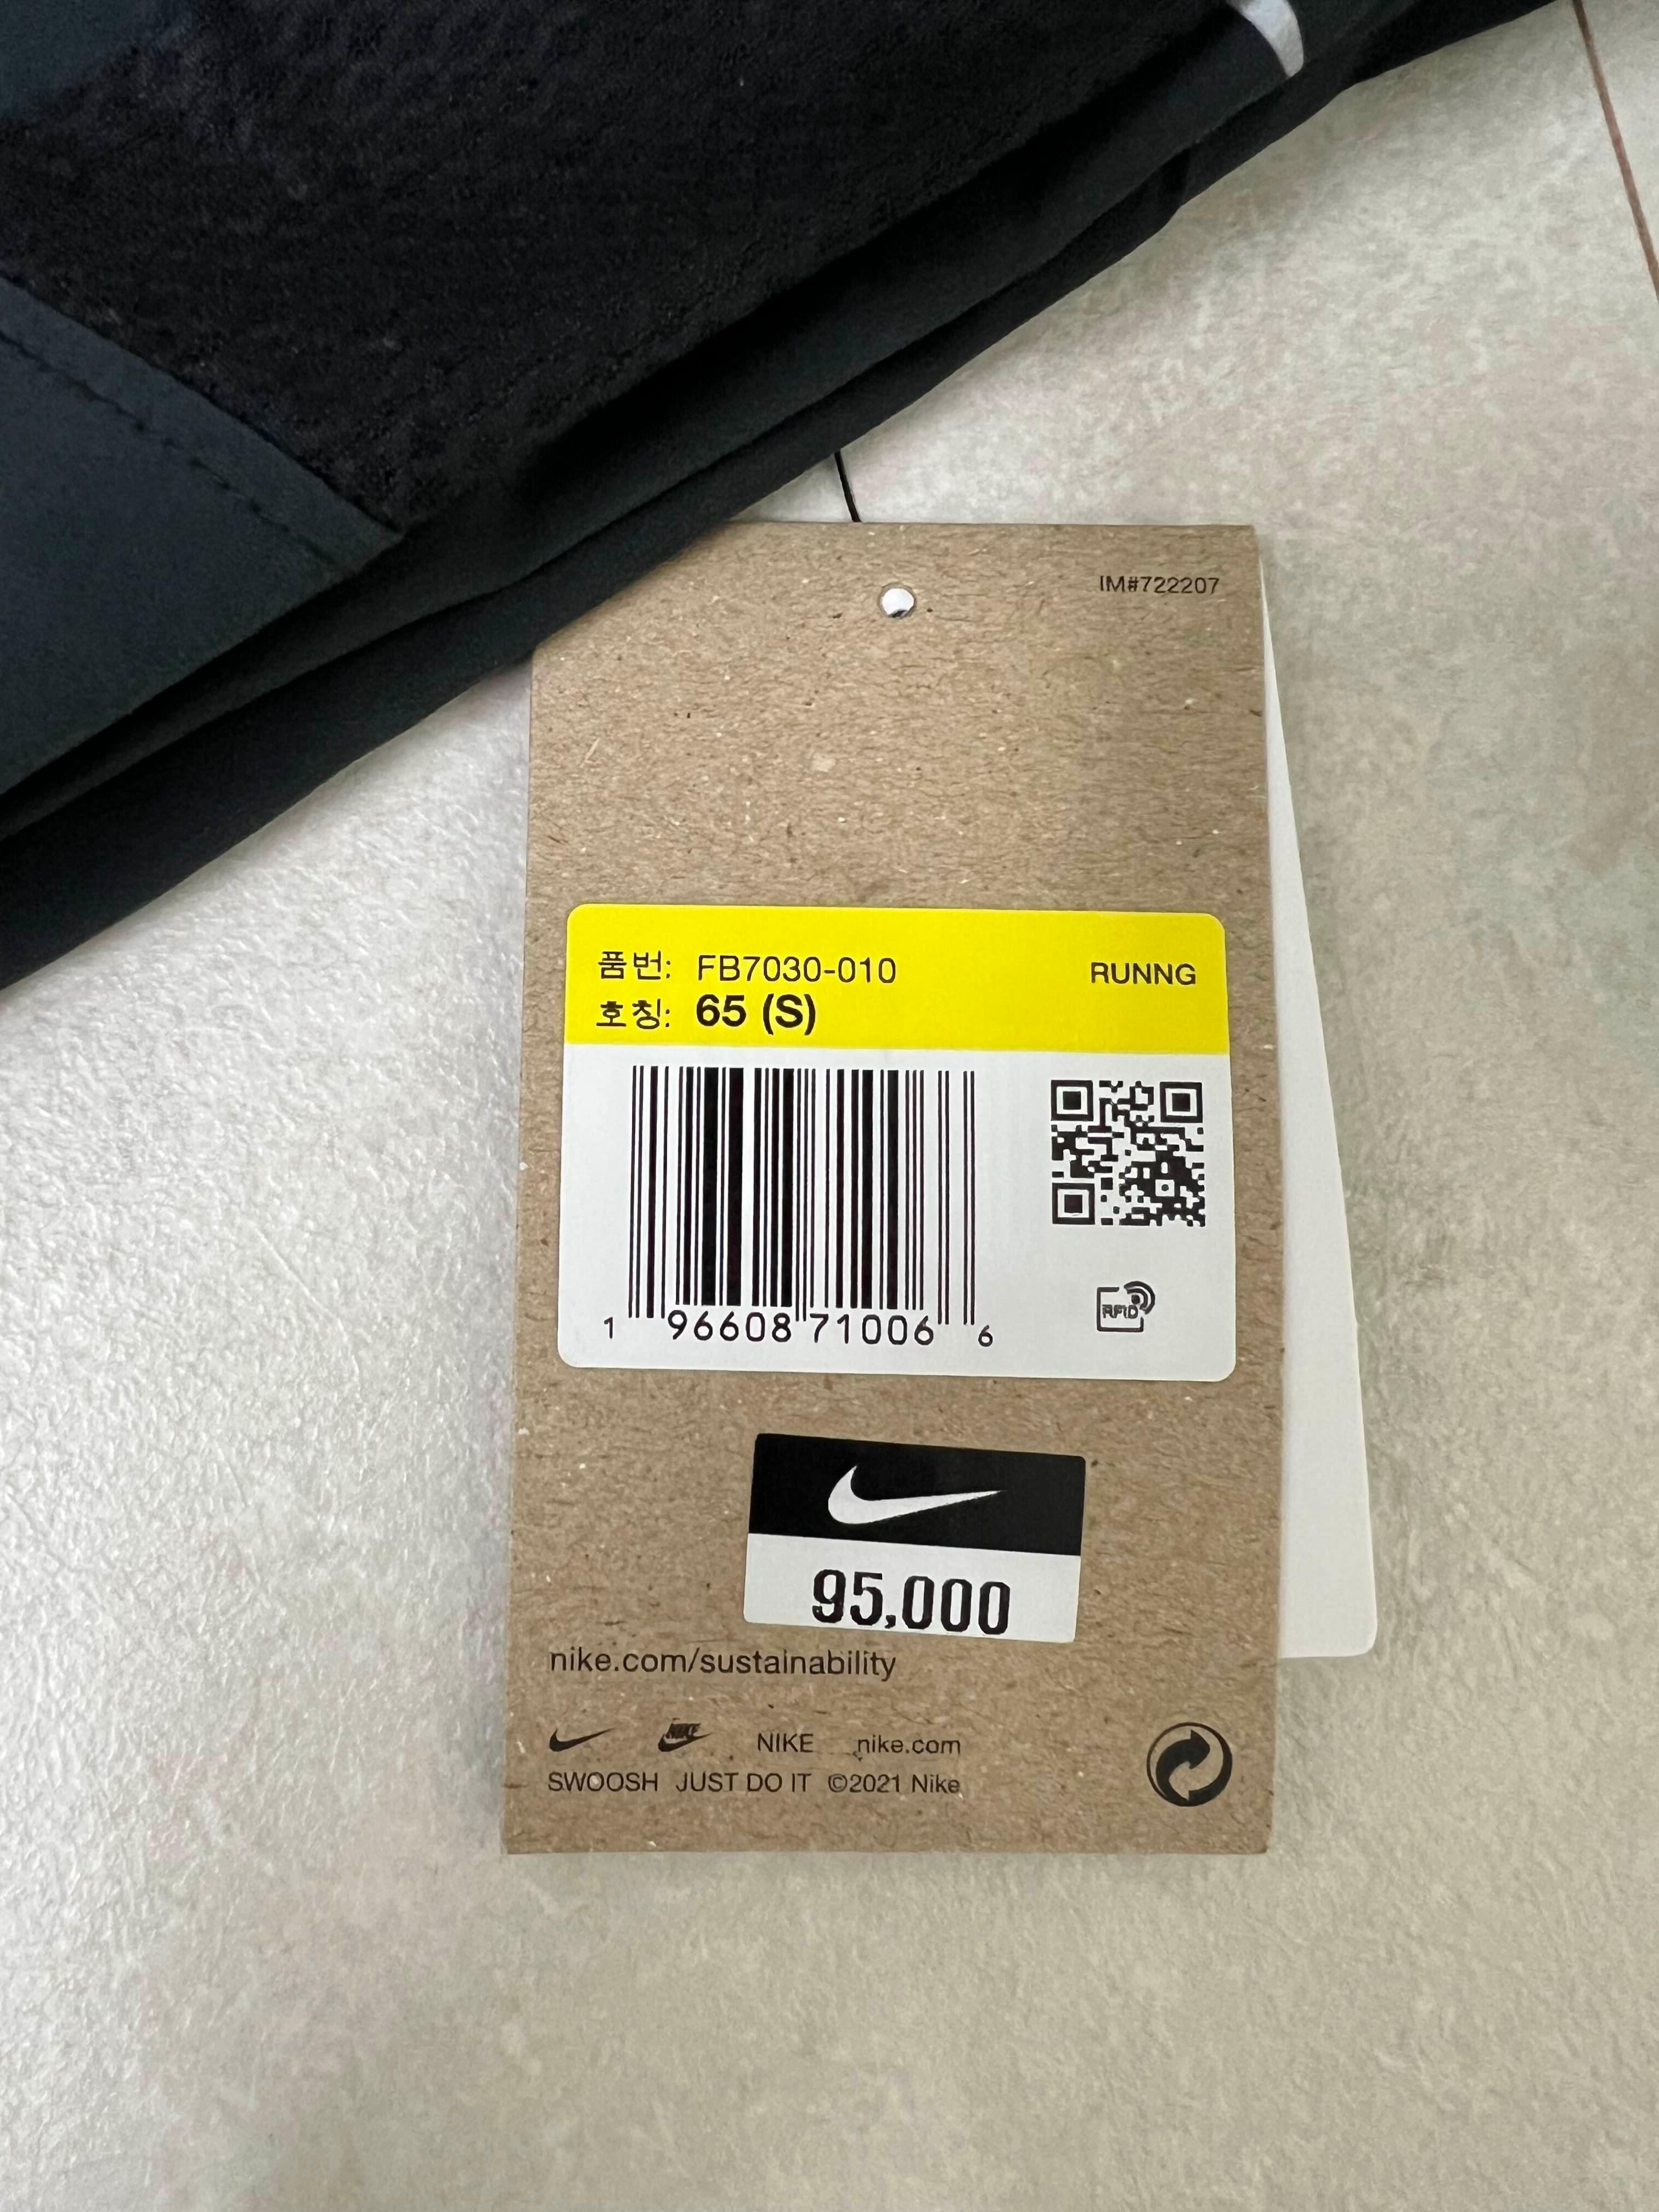 IM#722207
품번: FB7030-010 RUNNG
호칭: 65 (S)
1 96608 71006 6
RFID
95,000
nike.com/sustainability
NIKE NIKE nike.com
SWOOSH JUST DO IT ©2021 Nike